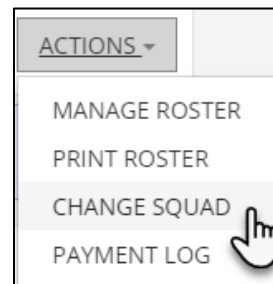 ACTIONS
MANAGE ROSTER
PRINT ROSTER
CHANGE SQUAD
PAYMENT LOG